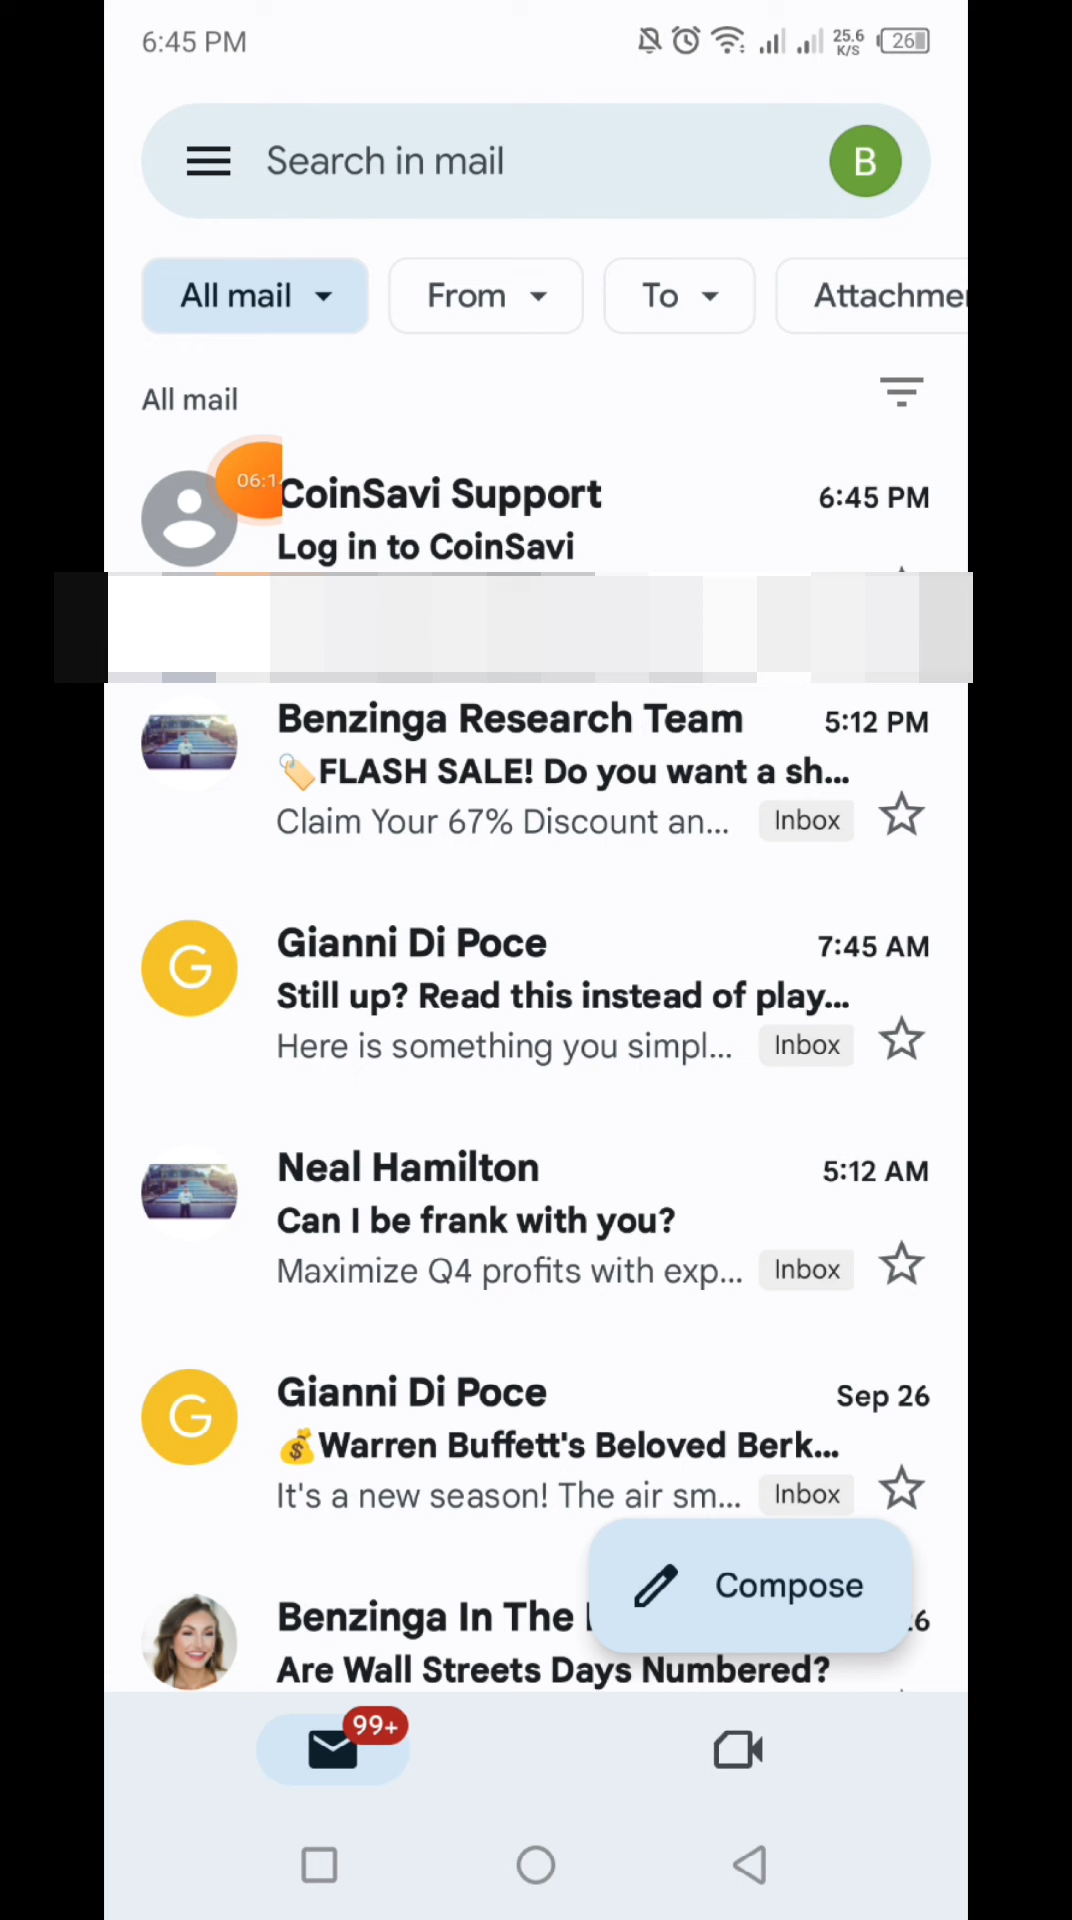 6:45 PM
25.6
K/S
26
Search in mail
B
All mail
From
To
Attachme
All mail
06:1
CoinSavi Support
6:45 PM
Log in to CoinSavi
Benzinga Research Team
5:12 PM
🏷️FLASH SALE! Do you want a sh...
Claim Your 67% Discount an...
Inbox
G
Gianni Di Poce
7:45 AM
Still up? Read this instead of play...
Here is something you simpl...
Inbox
Neal Hamilton
5:12 AM
Can I be frank with you?
Maximize Q4 profits with exp...
Inbox
G
Gianni Di Poce
Sep 26
💰Warren Buffett's Beloved Berk...
It's a new season! The air sm...
Inbox
Compose
Benzinga In The
6
Are Wall Streets Days Numbered?
99+